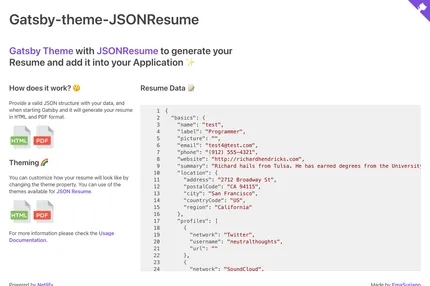 Gatsby-theme-JSONResume
Gatsby Theme with JSONResume to generate your
Resume and add it into your Application ✨
How does it work? 🤔
Provide a valid JSON structure with your data, and
when starting Gatsby and it will generate your resume
in HTML and PDF format.
HTML PDF
Theming 🌈
You can customize how your resume will look like by
changing the theme property. You can use of the
themes available for JSON Resume.
HTML PDF
For more information please check the Usage
Documentation.
Resume Data 📝
1 {
2 "basics": {
3 "name": "test",
4 "label": "Programmer",
5 "picture": "",
6 "email": "test4@test.com",
7 "phone": "(912) 555-4321",
8 "website": "http://richardhendricks.com",
9 "summary": "Richard hails from Tulsa. He has earned degrees from the University
10 "location": {
11 "address": "2712 Broadway St",
12 "postalCode": "CA 94115",
13 "city": "San Francisco",
14 "countryCode": "US",
15 "region": "California"
16 },
17 "profiles": [
18 {
19 "network": "Twitter",
20 "username": "neutralthoughts",
21 "url": ""
22 },
23 {
24 "network": "SoundCloud",
Powered by Netlify
Made by EmaSuriano